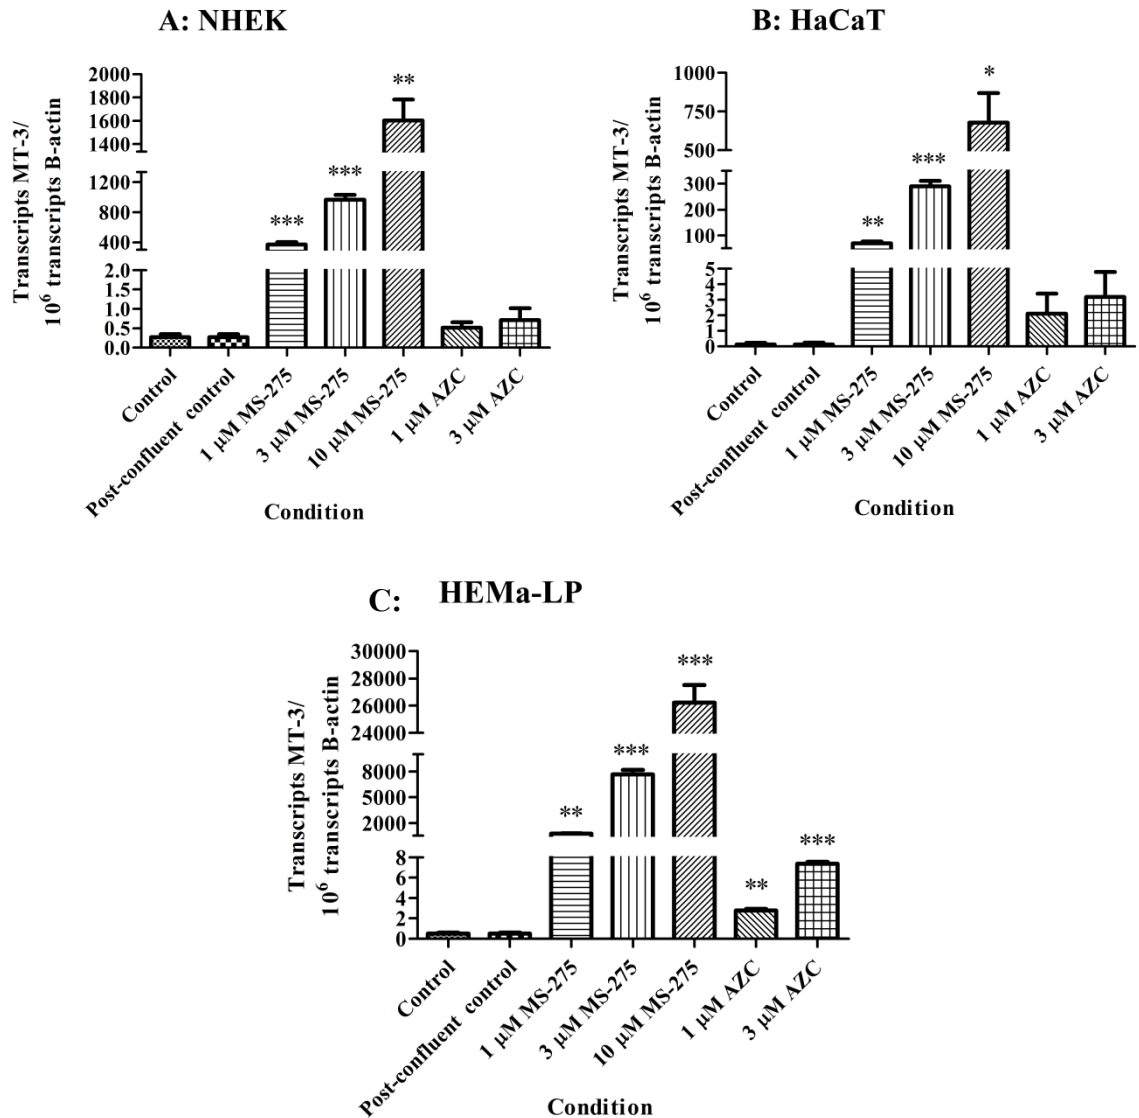 A: NHEK
Transcripts MT-3/
10⁶ transcripts B-actin
2000
1800
1600
1400
1200
800
400
2.0
1.5
1.0
0.5
0.0
**
***
***
Control
Post-confluent control
1 µM MS-275
3 µM MS-275
10 µM MS-275
1 µM AZC
3 µM AZC
Condition
B: HaCaT
Transcripts MT-3/
10⁶ transcripts B-actin
1000
750
500
300
200
100
5
4
3
2
1
0
*
***
**
Control
Post-confluent control
1 µM MS-275
3 µM MS-275
10 µM MS-275
1 µM AZC
3 µM AZC
Condition
C: HEMa-LP
Transcripts MT-3/
10⁶ transcripts B-actin
30000
28000
26000
24000
8000
5000
2000
8
6
4
2
0
***
***
**
**
***
Control
Post-confluent control
1 µM MS-275
3 µM MS-275
10 µM MS-275
1 µM AZC
3 µM AZC
Condition